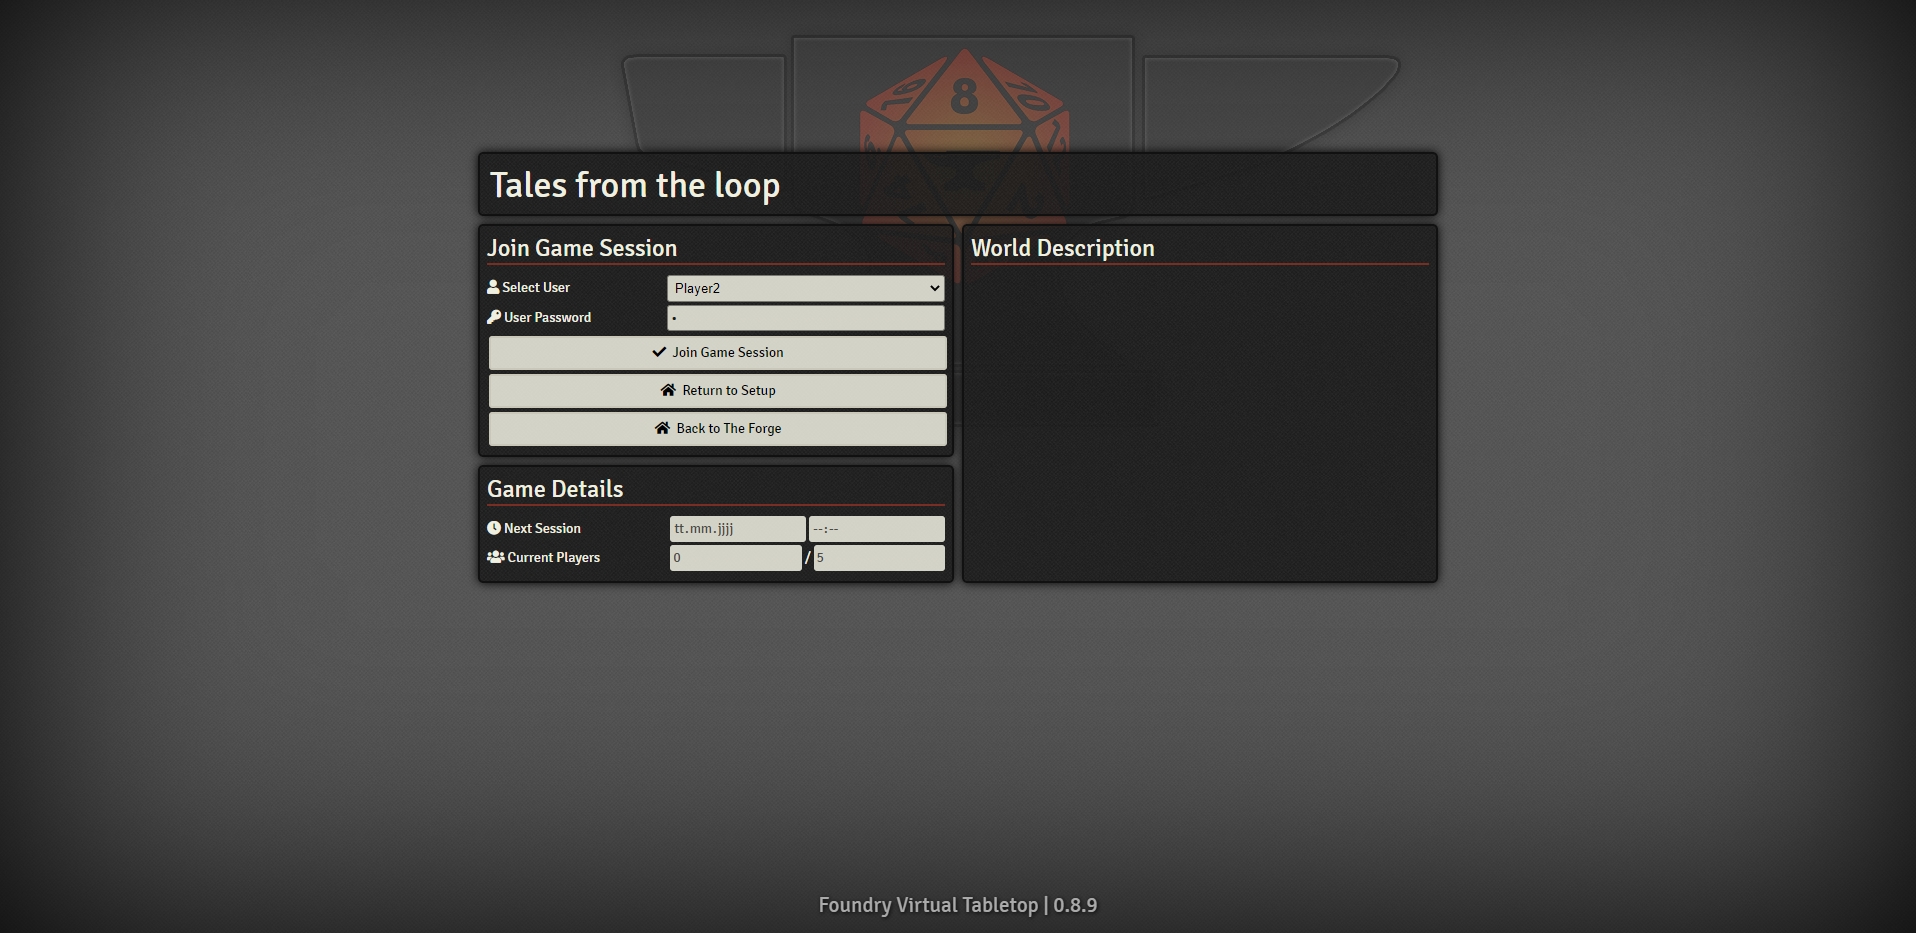 8
Tales from the loop
Join Game Session
Select User
Player2
User Password
•
Join Game Session
Return to Setup
Back to The Forge
Game Details
Next Session
tt.mm.jjjj
--:--
Current Players
0 / 5
World Description
Foundry Virtual Tabletop | 0.8.9